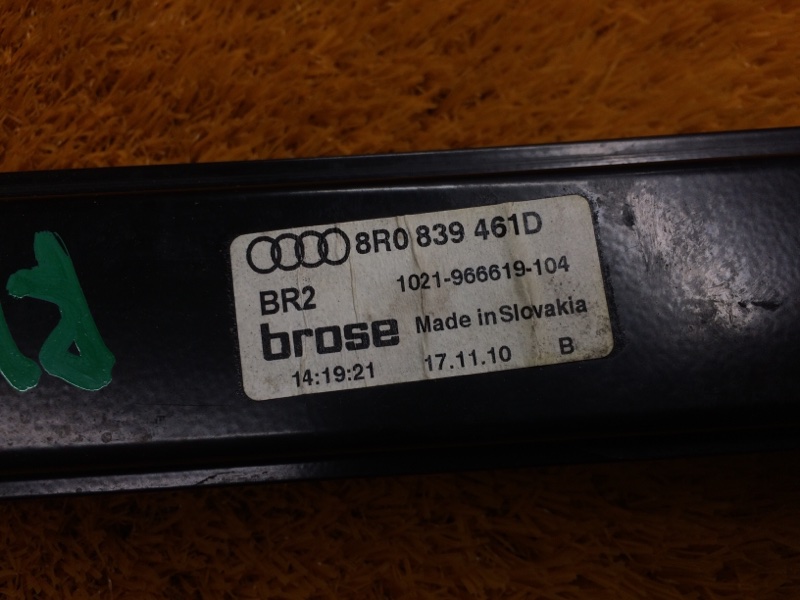 8R0 839 461D
1021-966619-104
BR2
brose Made in Slovakia
14:19:21 17.11.10 B